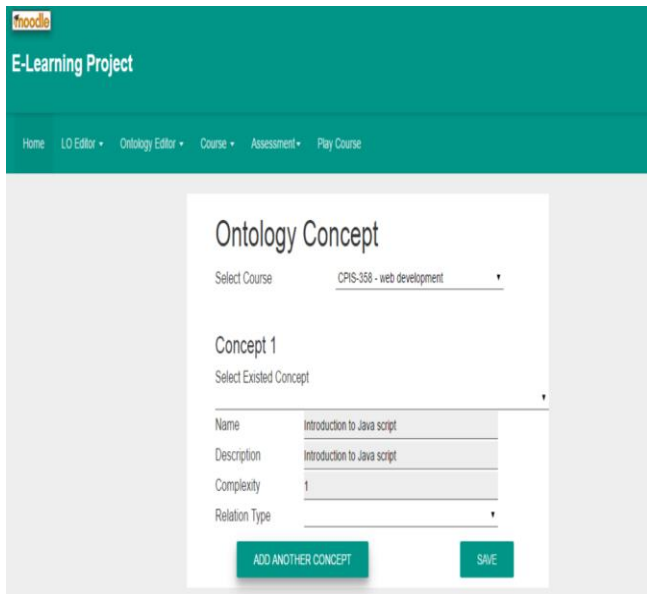 moodle
E-Learning Project
Home LO Editor Ontology Editor Course Assessment Play Course
Ontology Concept
Select Course CPIS-358 - web development
Concept 1
Select Existed Concept
Name Introduction to Java script
Description Introduction to Java script
Complexity 1
Relation Type
ADD ANOTHER CONCEPT SAVE